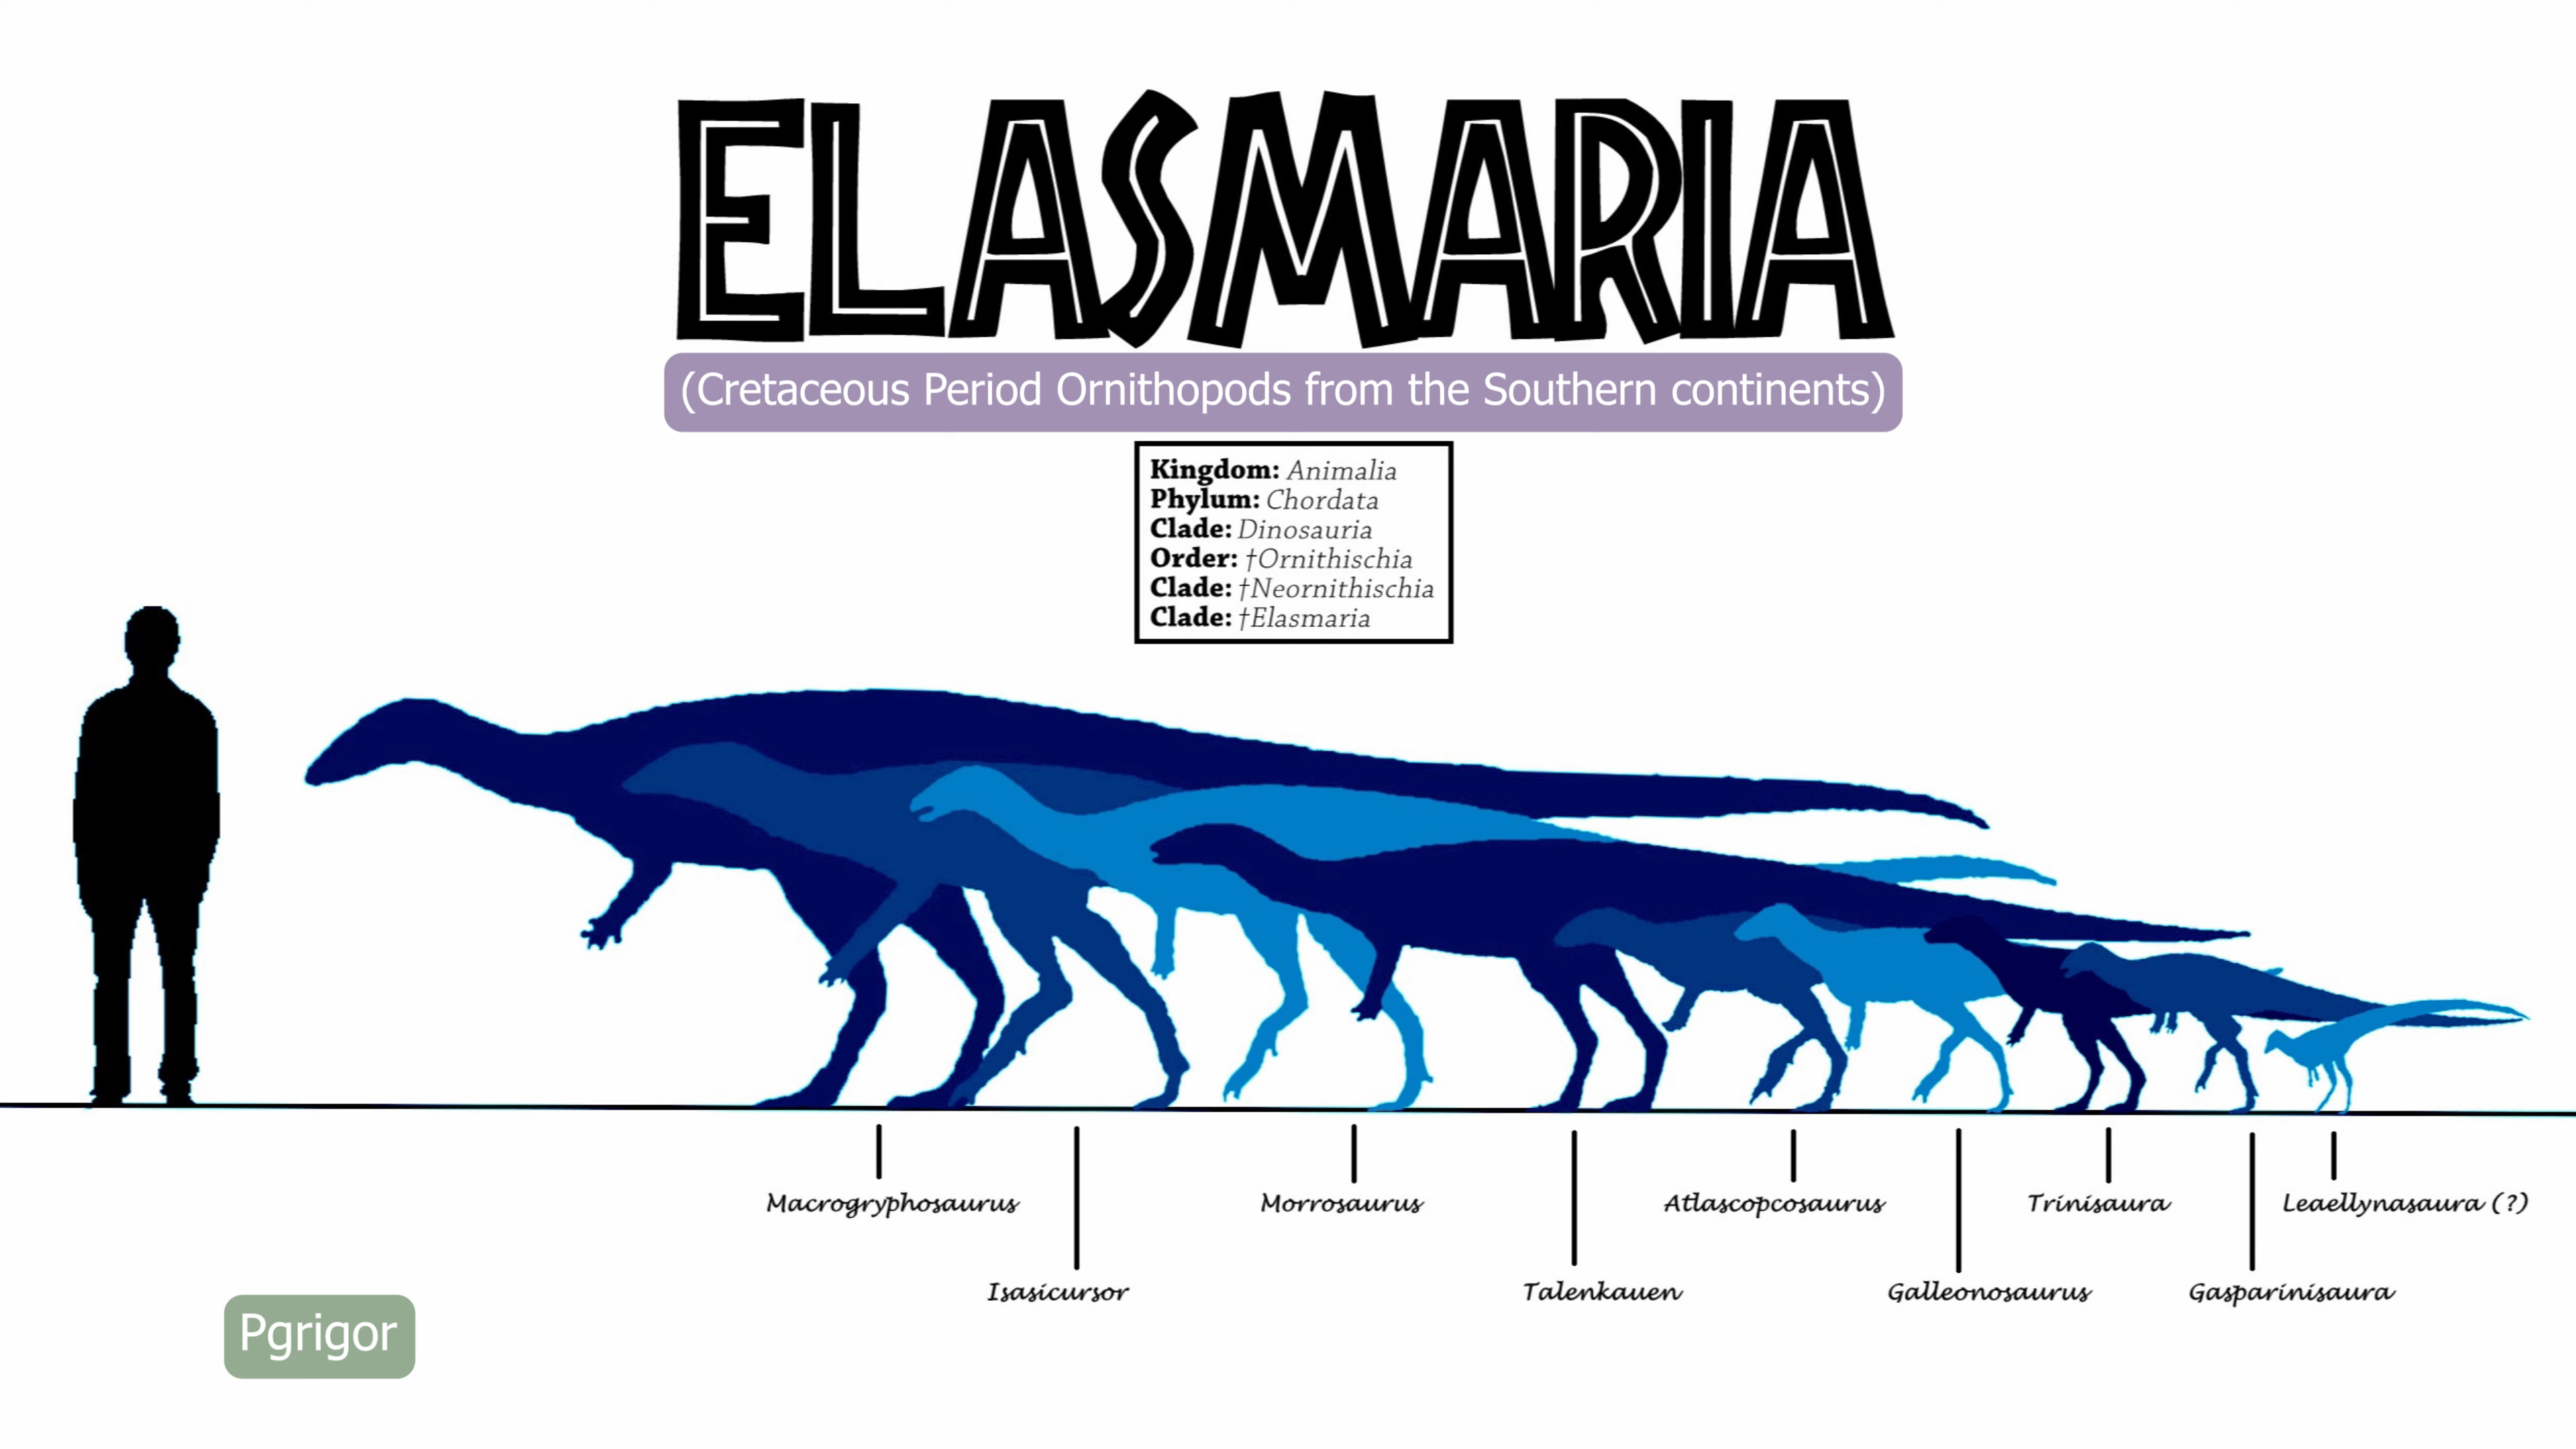 ELASMARIA
(Cretaceous Period Ornithopods from the Southern continents)
Kingdom: Animalia
Phylum: Chordata
Clade: Dinosauria
Order: †Ornithischia
Clade: †Neornithischia
Clade: †Elasmaria
Macrogryphosaurus
Morrosaurus
Atlascopcosaurus
Trinisaura
Leaellynasaura (?)
Isasicursor
Talenkauen
Galleonosaurus
Gasparinisaura
Pgrigor